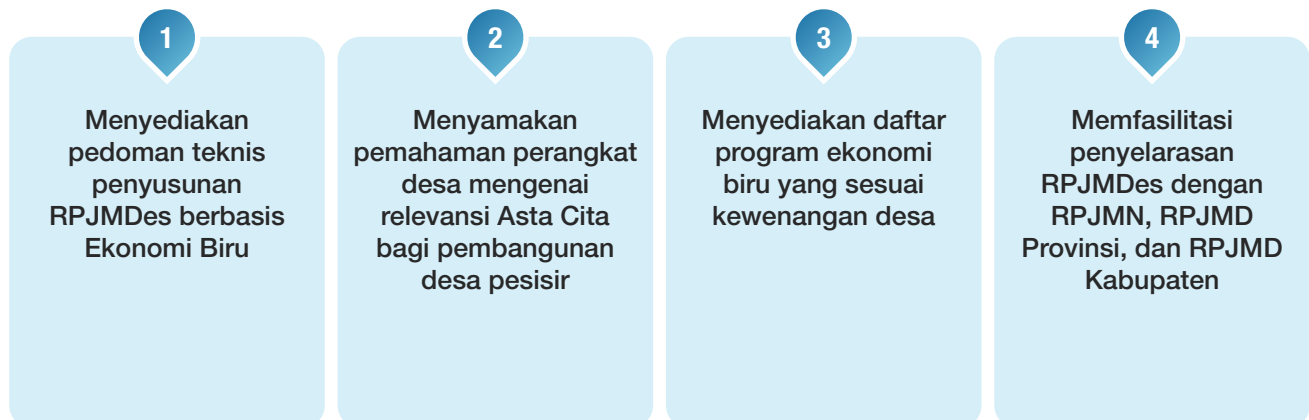 1
Menyediakan
pedoman teknis
penyusunan
RPJMDes berbasis
Ekonomi Biru
2
Menyamakan
pemahaman perangkat
desa mengenai
relevansi Asta Cita
bagi pembangunan
desa pesisir
3
Menyediakan daftar
program ekonomi
biru yang sesuai
kewenangan desa
4
Memfasilitasi
penyelarasan
RPJMDes dengan
RPJMN, RPJMD
Provinsi, dan RPJMD
Kabupaten